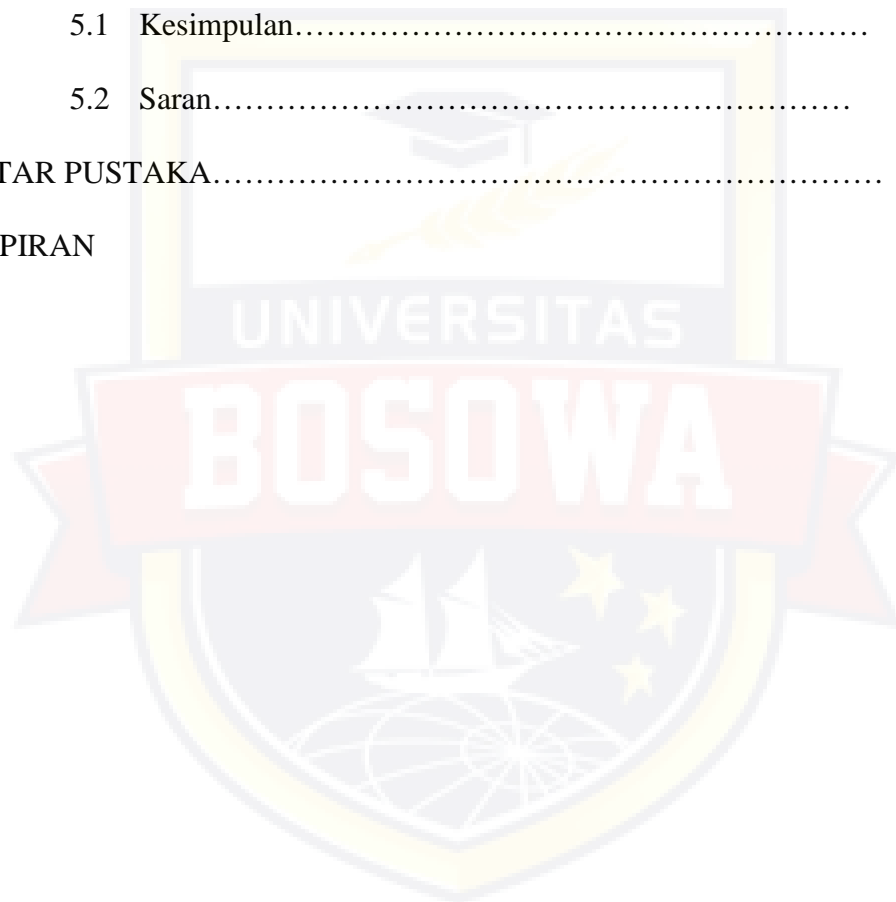 5.1 Kesimpulan………………………………………………
5.2 Saran……………………………………………………
TAR PUSTAKA………………………………………………………
PIRAN
UNIVERSITAS
BOSOWA